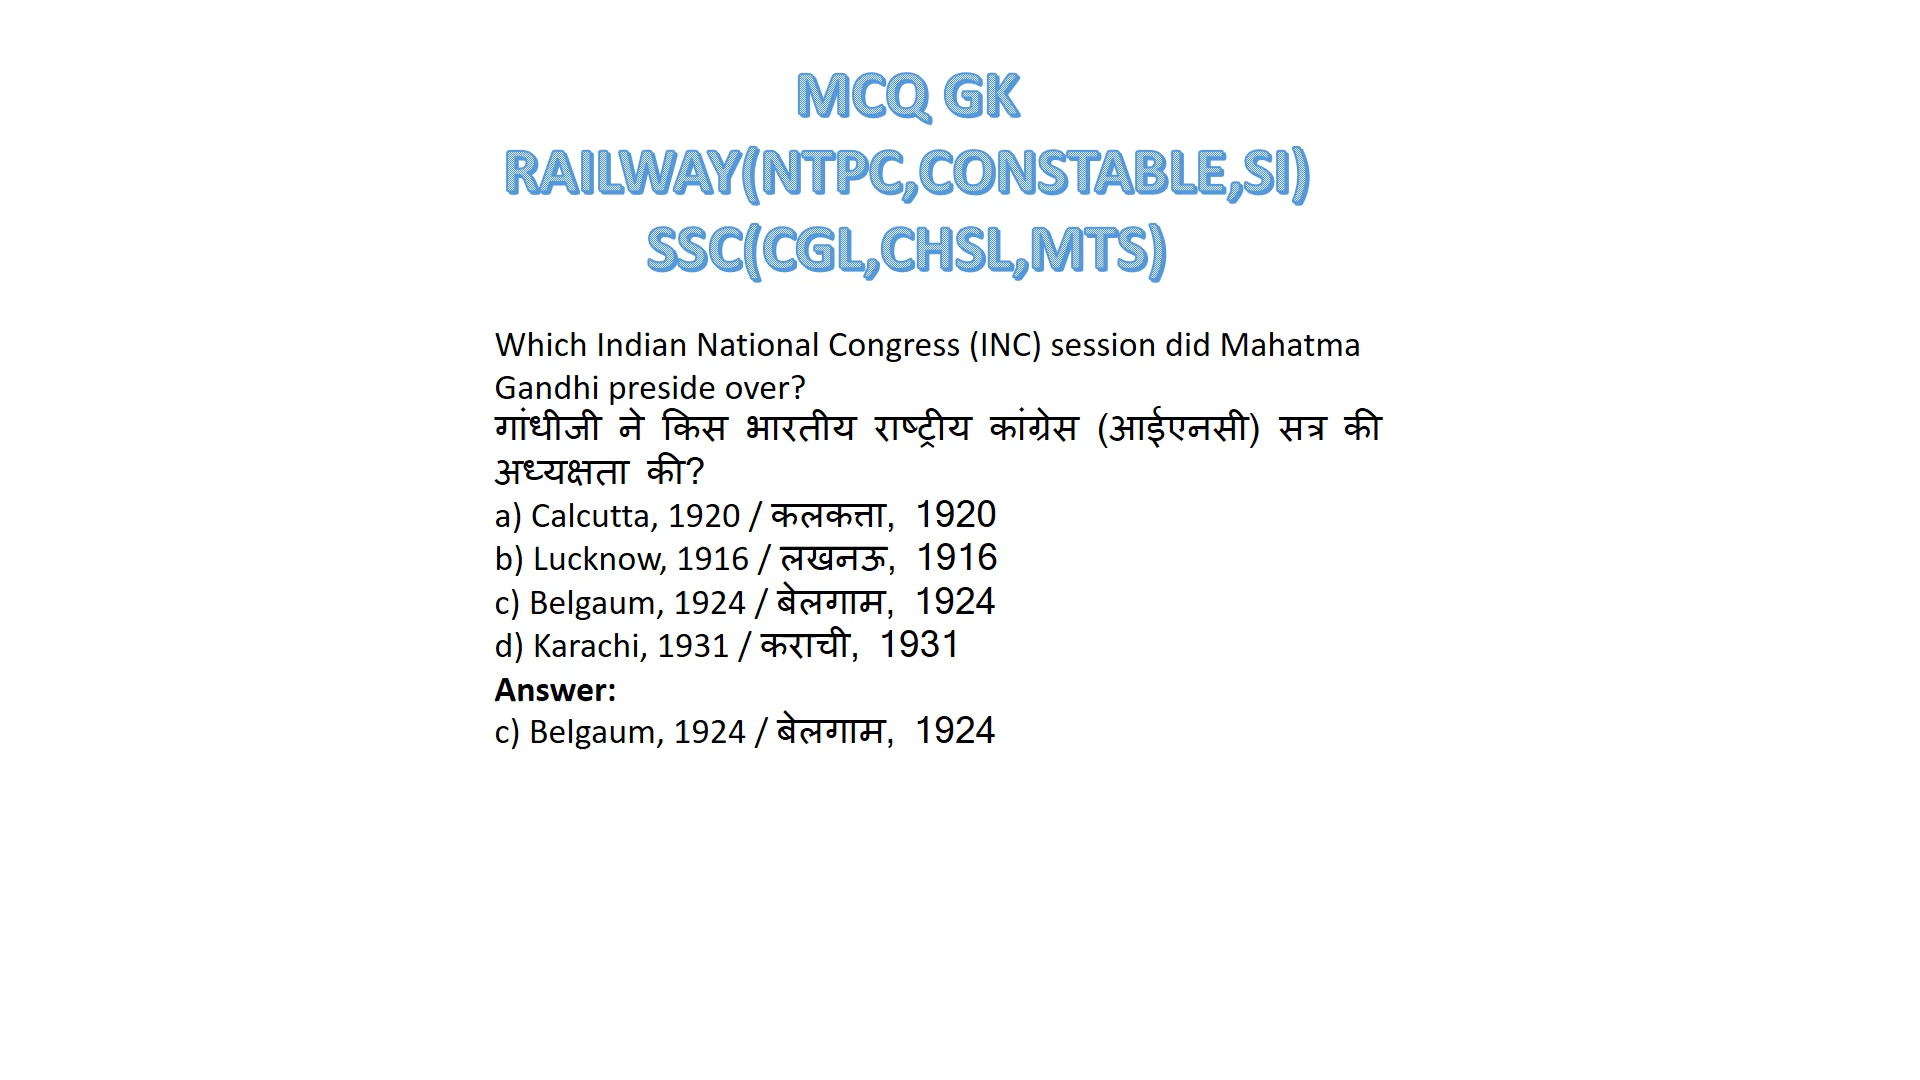 MCQ GK
RAILWAY(NTPC,CONSTABLE,SI)
SSC(CGL,CHSL,MTS)
Which Indian National Congress (INC) session did Mahatma
Gandhi preside over?
गांधीजी ने किस भारतीय राष्ट्रीय कांग्रेस (आईएनसी) सत्र की
अध्यक्षता की?
a) Calcutta, 1920 / कलकत्ता, 1920
b) Lucknow, 1916 / लखनऊ, 1916
c) Belgaum, 1924 / बेलगाम, 1924
d) Karachi, 1931 / कराची, 1931
Answer:
c) Belgaum, 1924 / बेलगाम, 1924